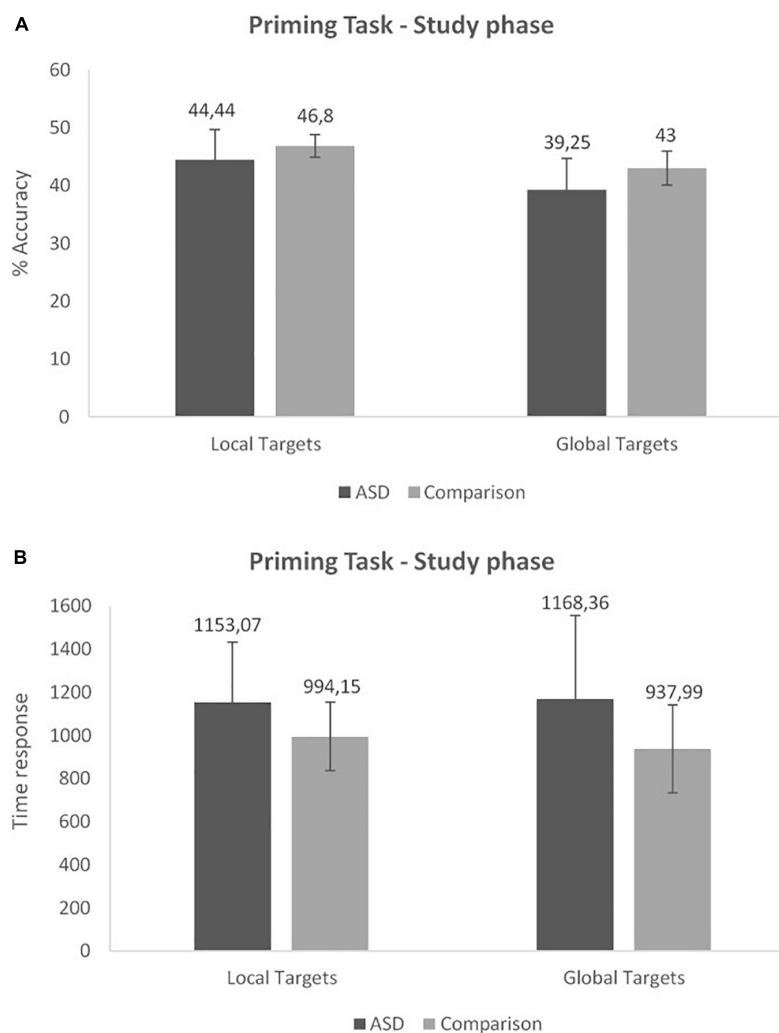 A
Priming Task - Study phase
60
50
40
30
20
10
0
% Accuracy
44,44
46,8
39,25
43
Local Targets
Global Targets
ASD
Comparison
B
Priming Task - Study phase
1600
1400
1200
1000
800
600
400
200
0
Time response
1153,07
994,15
1168,36
937,99
Local Targets
Global Targets
ASD
Comparison